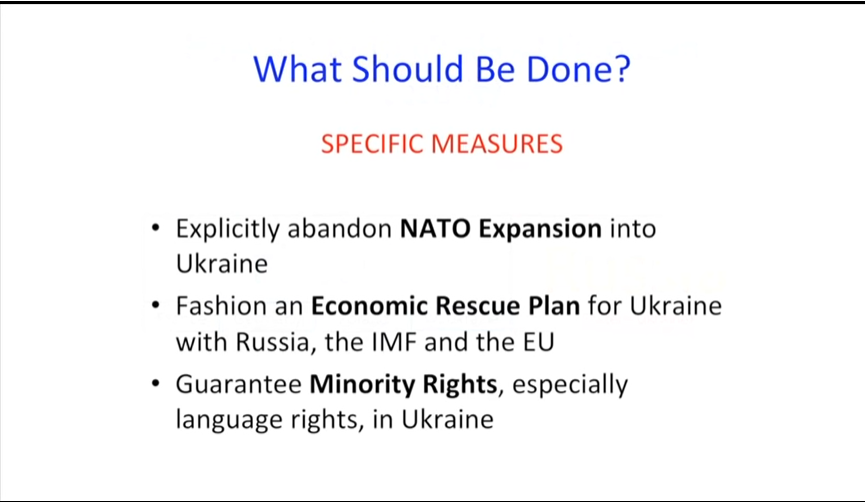 What Should Be Done?
SPECIFIC MEASURES
• Explicitly abandon NATO Expansion into
Ukraine
• Fashion an Economic Rescue Plan for Ukraine
with Russia, the IMF and the EU
• Guarantee Minority Rights, especially
language rights, in Ukraine